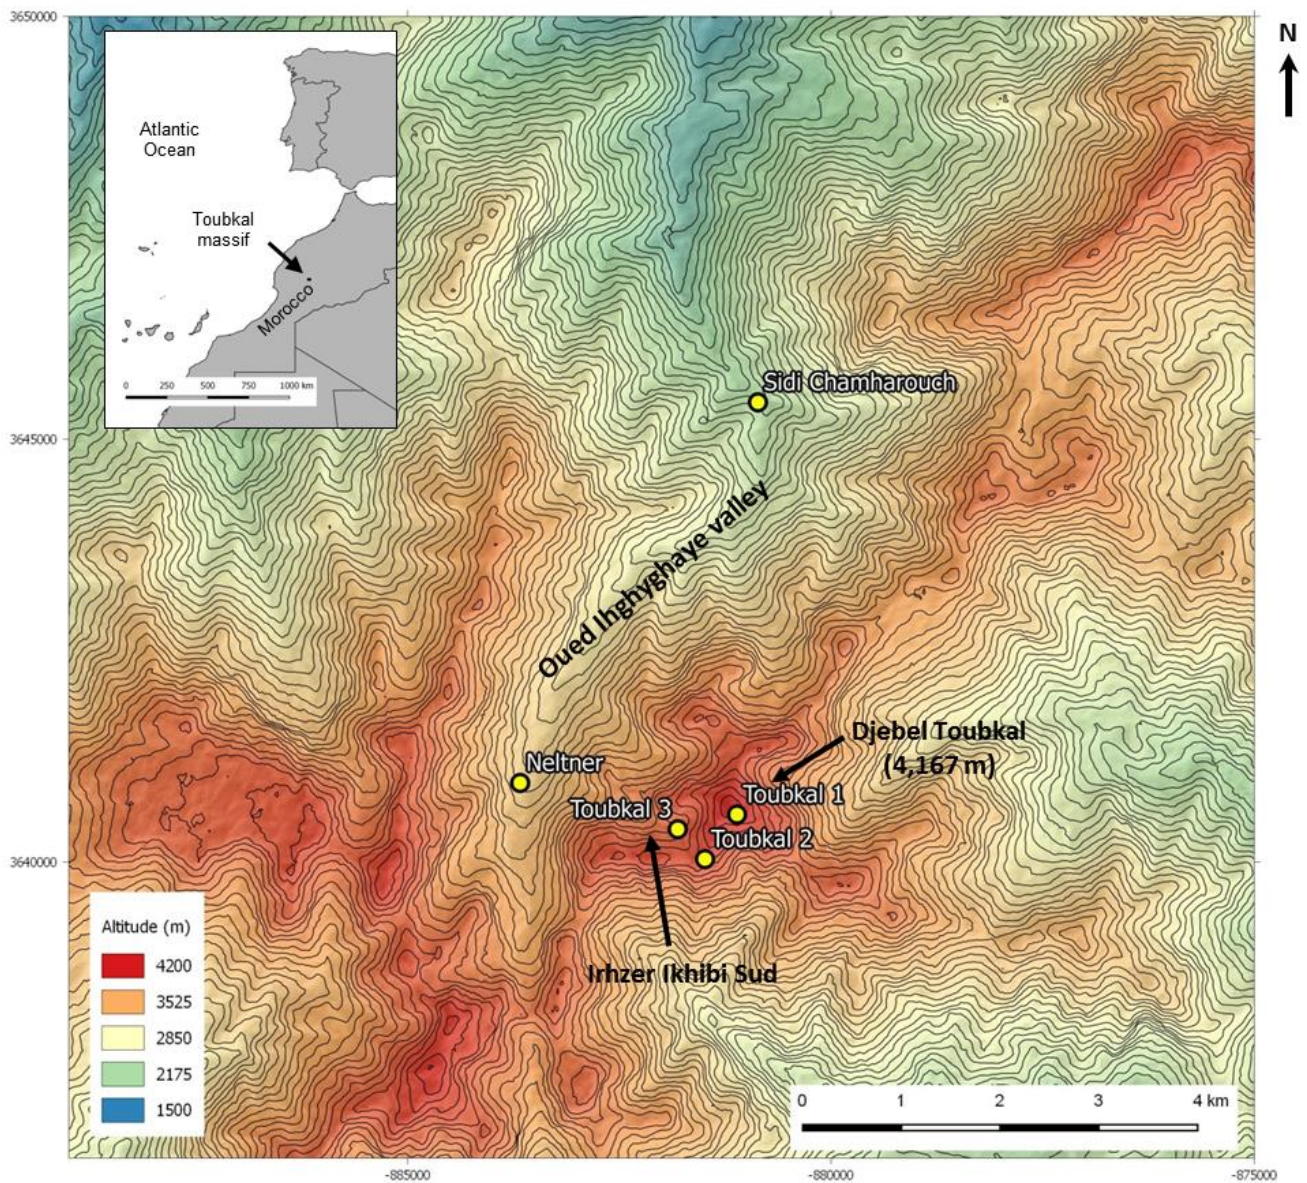 3650000
N
Atlantic
Ocean
Toubkal
massif
Morocco
0 250 500 750 1000 km
Sidi Chamharouch
3645000
Oued Ihghyghaye valley
Djebel Toubkal
(4,167 m)
Neltner
Toubkal 1
Toubkal 3
Toubkal 2
3640000
Altitude (m)
4200
3525
2850
2175
1500
Irhzer Ikhibi Sud
0 1 2 3 4 km
-885000
-880000
-875000